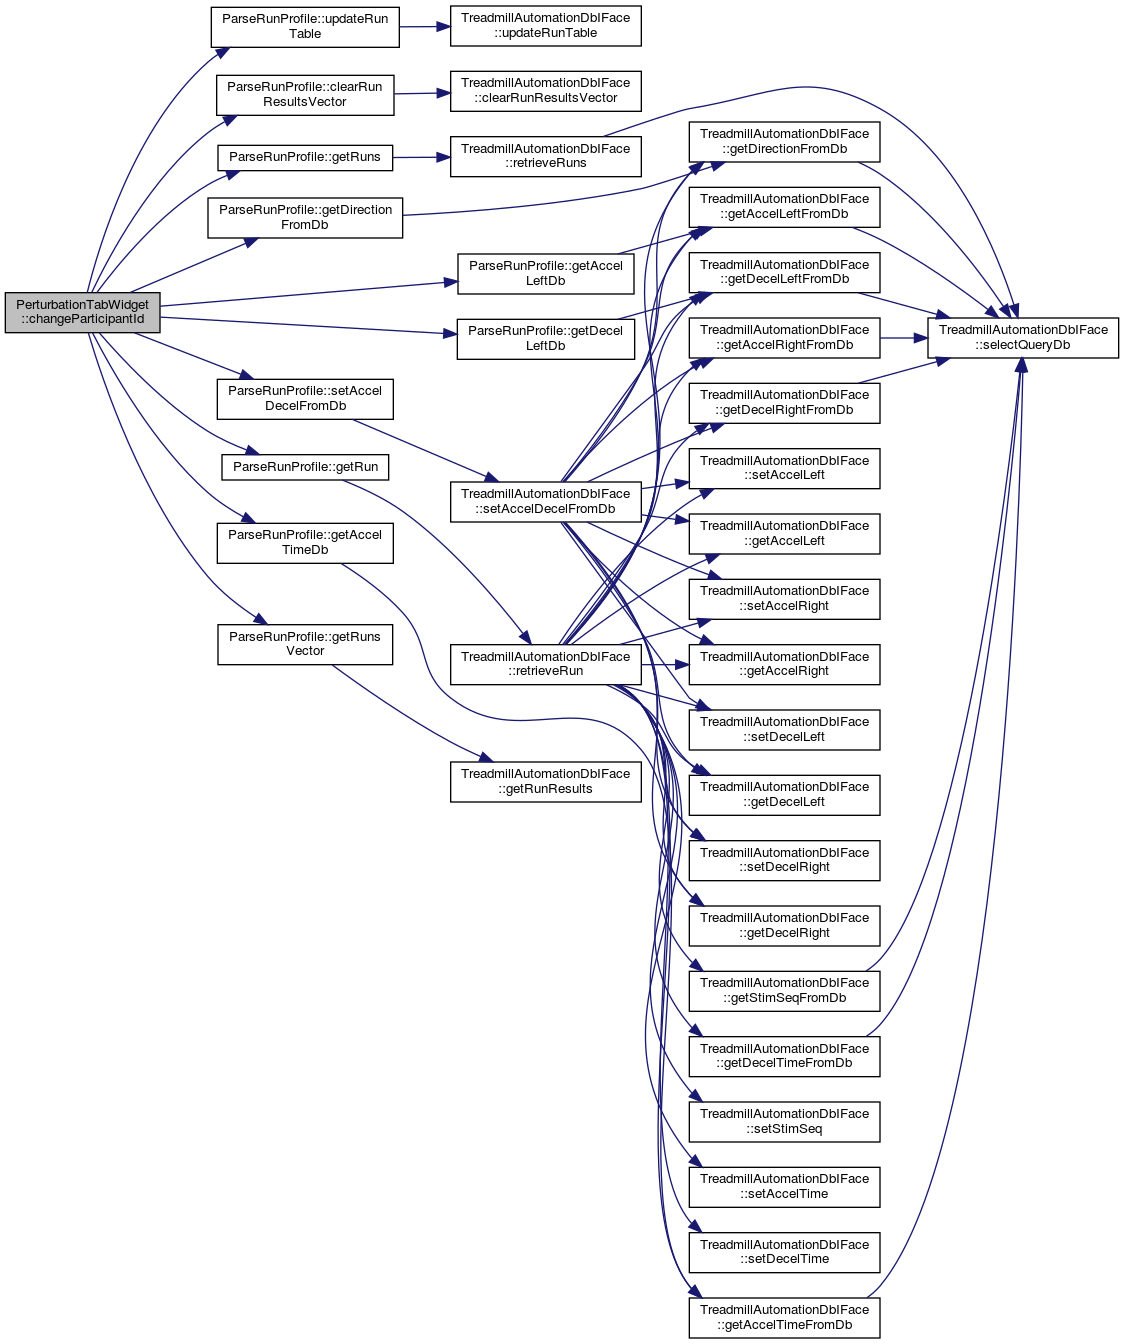 PerturbationTabWidget
::changeParticipantId
ParseRunProfile::updateRun
Table
ParseRunProfile::clearRun
ResultsVector
ParseRunProfile::getRuns
ParseRunProfile::getDirection
FromDb
ParseRunProfile::setAccel
DecelFromDb
ParseRunProfile::getRun
ParseRunProfile::getAccel
TimeDb
ParseRunProfile::getRuns
Vector
TreadmillAutomationDbIFace
::updateRunTable
TreadmillAutomationDbIFace
::clearRunResultsVector
TreadmillAutomationDbIFace
::retrieveRuns
ParseRunProfile::getAccel
LeftDb
ParseRunProfile::getDecel
LeftDb
TreadmillAutomationDbIFace
::setAccelDecelFromDb
TreadmillAutomationDbIFace
::retrieveRun
TreadmillAutomationDbIFace
::getRunResults
TreadmillAutomationDbIFace
::getDirectionFromDb
TreadmillAutomationDbIFace
::getAccelLeftFromDb
TreadmillAutomationDbIFace
::getDecelLeftFromDb
TreadmillAutomationDbIFace
::getAccelRightFromDb
TreadmillAutomationDbIFace
::getDecelRightFromDb
TreadmillAutomationDbIFace
::setAccelLeft
TreadmillAutomationDbIFace
::getAccelLeft
TreadmillAutomationDbIFace
::setAccelRight
TreadmillAutomationDbIFace
::getAccelRight
TreadmillAutomationDbIFace
::setDecelLeft
TreadmillAutomationDbIFace
::getDecelLeft
TreadmillAutomationDbIFace
::setDecelRight
TreadmillAutomationDbIFace
::getDecelRight
TreadmillAutomationDbIFace
::getStimSeqFromDb
TreadmillAutomationDbIFace
::getDecelTimeFromDb
TreadmillAutomationDbIFace
::setStimSeq
TreadmillAutomationDbIFace
::setAccelTime
TreadmillAutomationDbIFace
::setDecelTime
TreadmillAutomationDbIFace
::getAccelTimeFromDb
TreadmillAutomationDbIFace
::selectQueryDb